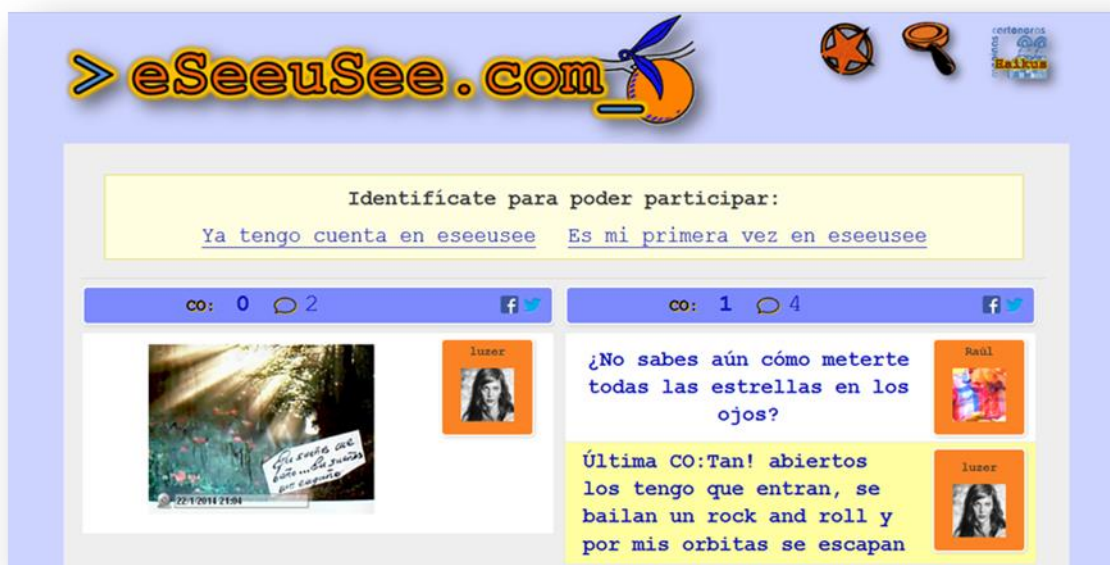 > eSeeuSee.com_
cartoneros
Haikus
Identifícate para poder participar:
Ya tengo cuenta en eseeusee Es mi primera vez en eseeusee
co: 0 2
luzer
22-1-2014 21:04
co: 1 4
¿No sabes aún cómo meterte
todas las estrellas en los
ojos?
Raúl
Última CO:Tan! abiertos
los tengo que entran, se
bailan un rock and roll y
por mis orbitas se escapan
luzer